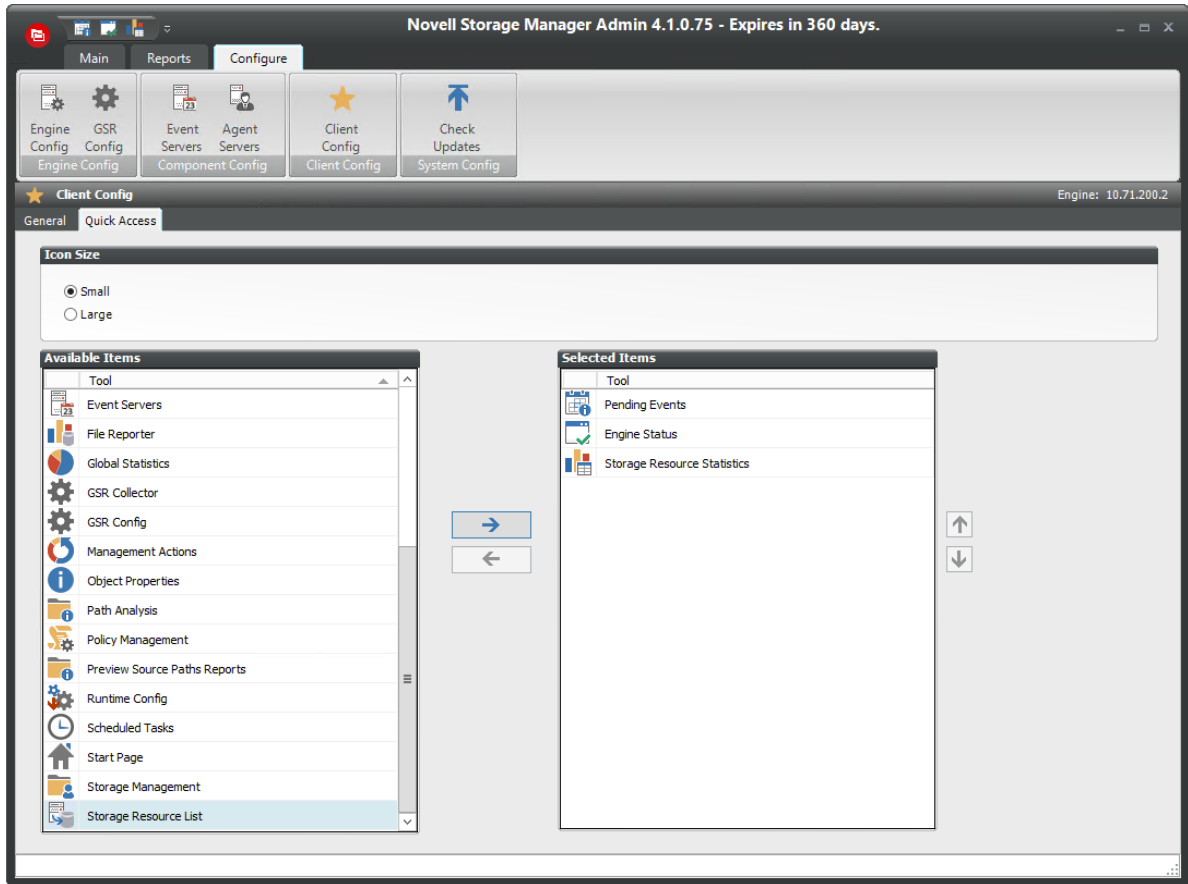 Novell Storage Manager Admin 4.1.0.75 - Expires in 360 days.
Main Reports Configure
Engine Config
GSR Config
Engine Config
23
Event Servers
Agent Servers
Component Config
Client Config
Client Config
Check Updates
System Config
Client Config
Engine: 10.71.200.2
General Quick Access
Icon Size
Small
Large
Available Items
Tool
23
Event Servers
File Reporter
Global Statistics
GSR Collector
GSR Config
Management Actions
Object Properties
Path Analysis
Policy Management
Preview Source Paths Reports
Runtime Config
Scheduled Tasks
Start Page
Storage Management
Storage Resource List
Selected Items
Tool
Pending Events
Engine Status
Storage Resource Statistics